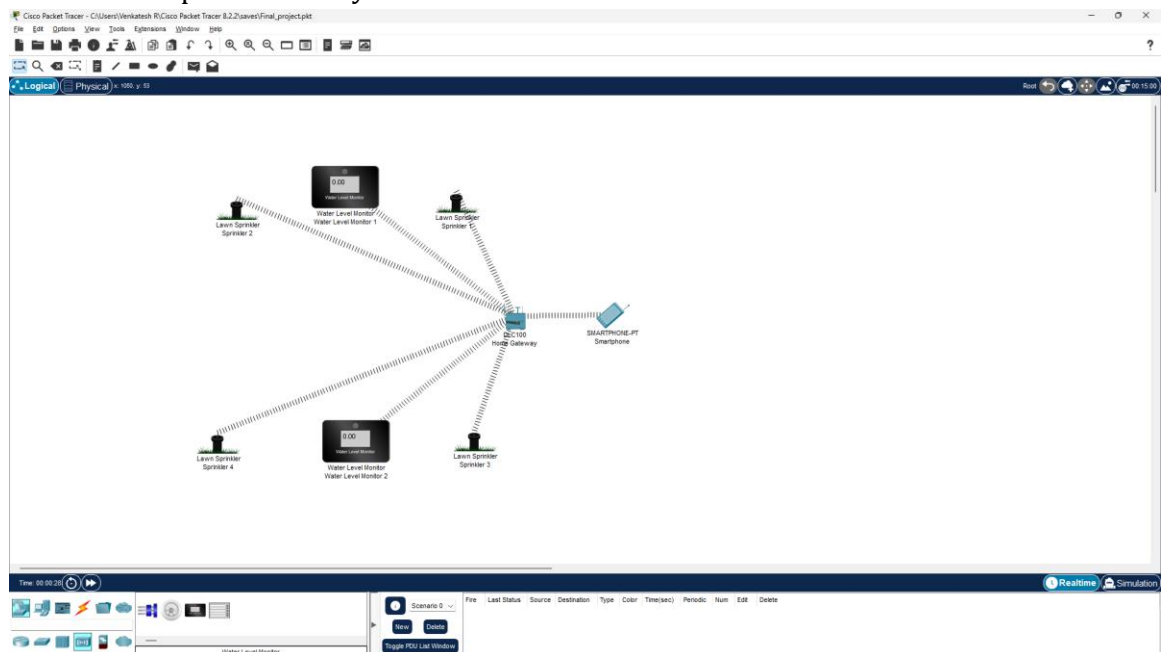 Cisco Packet Tracer - C:\Users\Venkatesh R\Cisco Packet Tracer 8.2.2\saves\Final_project.pkt
File Edit Options View Tools Extensions Window Help
?
Logical Physical x: 1050, y: 53 Root 00:15:00
0.00
Water Level Monitor
Water Level Monitor
Water Level Monitor 1
Lawn Sprinkler
Sprinkler 2
Lawn Sprinkler
Sprinkler 1
DLC100
Home Gateway
SMARTPHONE-PT
Smartphone
0.00
Water Level Monitor
Lawn Sprinkler
Sprinkler 4
Water Level Monitor
Water Level Monitor 2
Lawn Sprinkler
Sprinkler 3
Time: 00:00:28 Realtime Simulation
Scenario 0
Fire Last Status Source Destination Type Color Time(sec) Periodic Num Edit Delete
New Delete
Toggle PDU List Window
Water Level Monitor